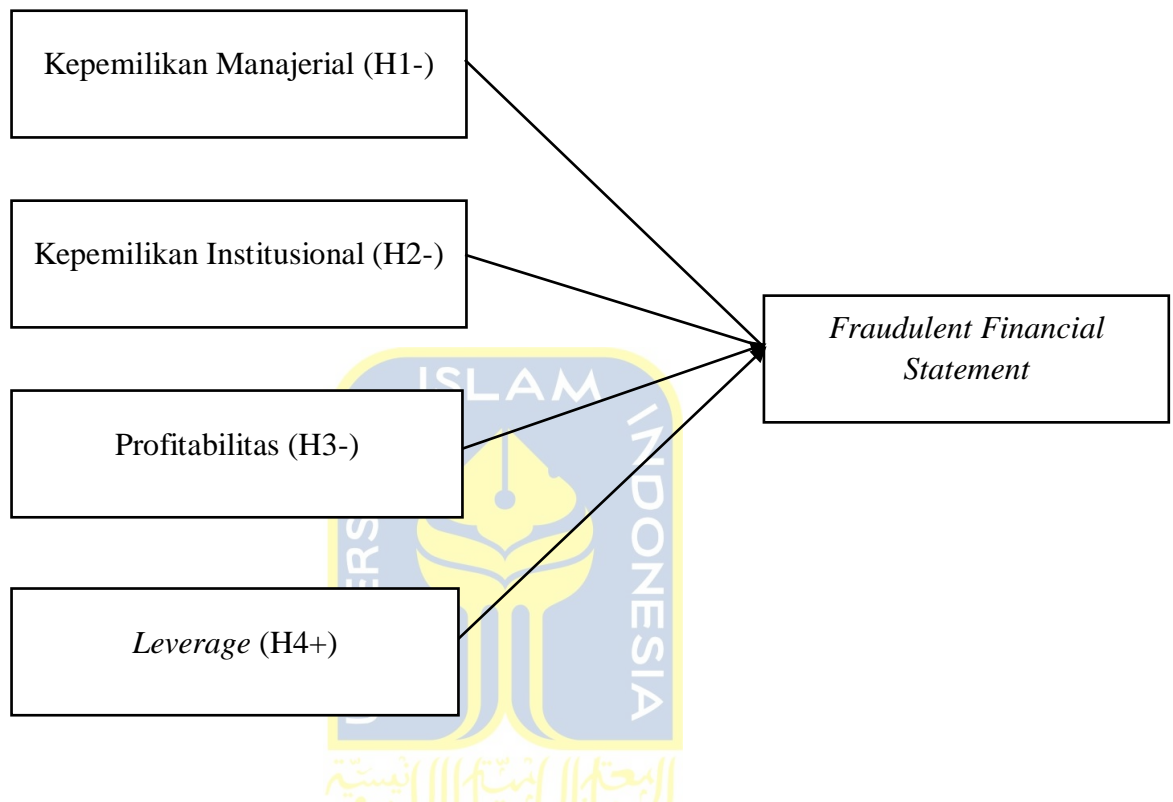 Kepemilikan Manajerial (H1-)
Kepemilikan Institusional (H2-)
Fraudulent Financial
Statement
Profitabilitas (H3-)
Leverage (H4+)
ISLAM
INDONESIA